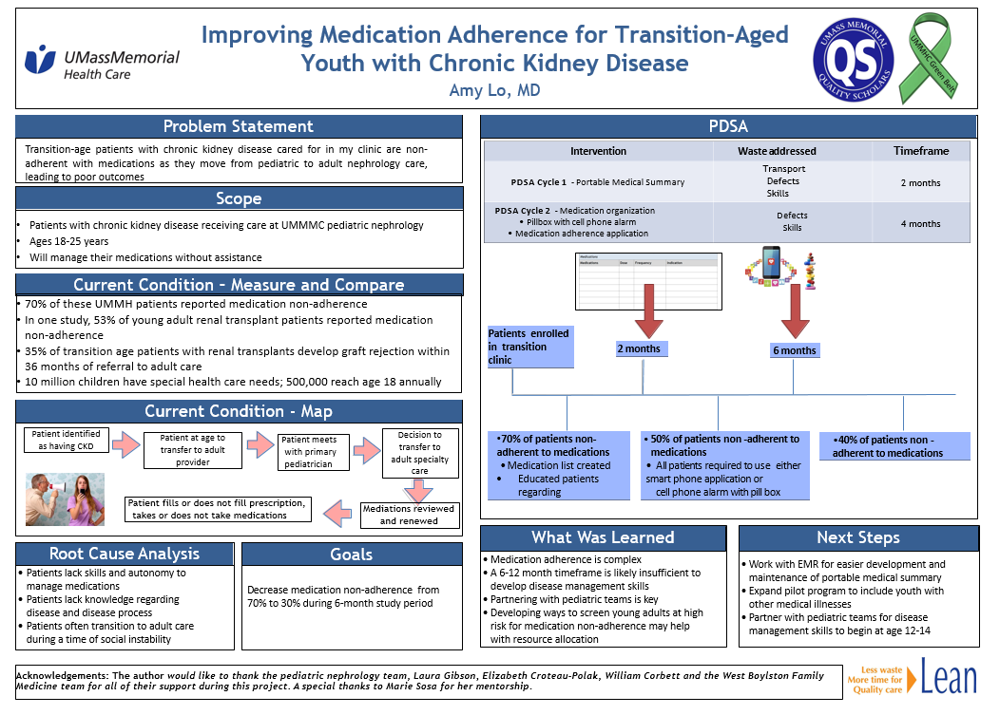 UMassMemorial
Health Care
Improving Medication Adherence for Transition-Aged
Youth with Chronic Kidney Disease
Amy Lo, MD
UMASS MEMORIAL
QS
QUALITY SCHOLARS
UMMHC Green Belt
Problem Statement
Transition-age patients with chronic kidney disease cared for in my clinic are non-
adherent with medications as they move from pediatric to adult nephrology care,
leading to poor outcomes
Scope
• Patients with chronic kidney disease receiving care at UMMMC pediatric nephrology
• Ages 18-25 years
• Will manage their medications without assistance
Current Condition – Measure and Compare
• 70% of these UMMH patients reported medication non-adherence
• In one study, 53% of young adult renal transplant patients reported medication
non-adherence
• 35% of transition age patients with renal transplants develop graft rejection within
36 months of referral to adult care
• 10 million children have special health care needs; 500,000 reach age 18 annually
Current Condition - Map
Patient identified
as having CKD
Patient at age to
transfer to adult
provider
Patient meets
with primary
pediatrician
Decision to
transfer to
adult specialty
care
Mediations reviewed
and renewed
Patient fills or does not fill prescription,
takes or does not take medications
Root Cause Analysis
• Patients lack skills and autonomy to
manage medications
• Patients lack knowledge regarding
disease and disease process
• Patients often transition to adult care
during a time of social instability
Goals
Decrease medication non-adherence from
70% to 30% during 6-month study period
PDSA
Intervention Waste addressed Timeframe
PDSA Cycle 1 - Portable Medical Summary
Transport
Defects
Skills
2 months
PDSA Cycle 2 - Medication organization
• Pillbox with cell phone alarm
• Medication adherence application
Defects
Skills
4 months
Medications
Medications Dose Frequency Indication
Patients enrolled
in transition
clinic
2 months
6 months
•70% of patients non-
adherent to medications
• Medication list created
• Educated patients
regarding
• 50% of patients non -adherent to
medications
• All patients required to use either
smart phone application or
cell phone alarm with pill box
•40% of patients non -
adherent to medications
What Was Learned
• Medication adherence is complex
• A 6-12 month timeframe is likely insufficient to
develop disease management skills
• Partnering with pediatric teams is key
• Developing ways to screen young adults at high
risk for medication non-adherence may help
with resource allocation
Next Steps
• Work with EMR for easier development and
maintenance of portable medical summary
• Expand pilot program to include youth with
other medical illnesses
• Partner with pediatric teams for disease
management skills to begin at age 12-14
Acknowledgements: The author would like to thank the pediatric nephrology team, Laura Gibson, Elizabeth Croteau-Polak, William Corbett and the West Boylston Family
Medicine team for all of their support during this project. A special thanks to Marie Sosa for her mentorship.
Less waste
More time for
Quality care
Lean